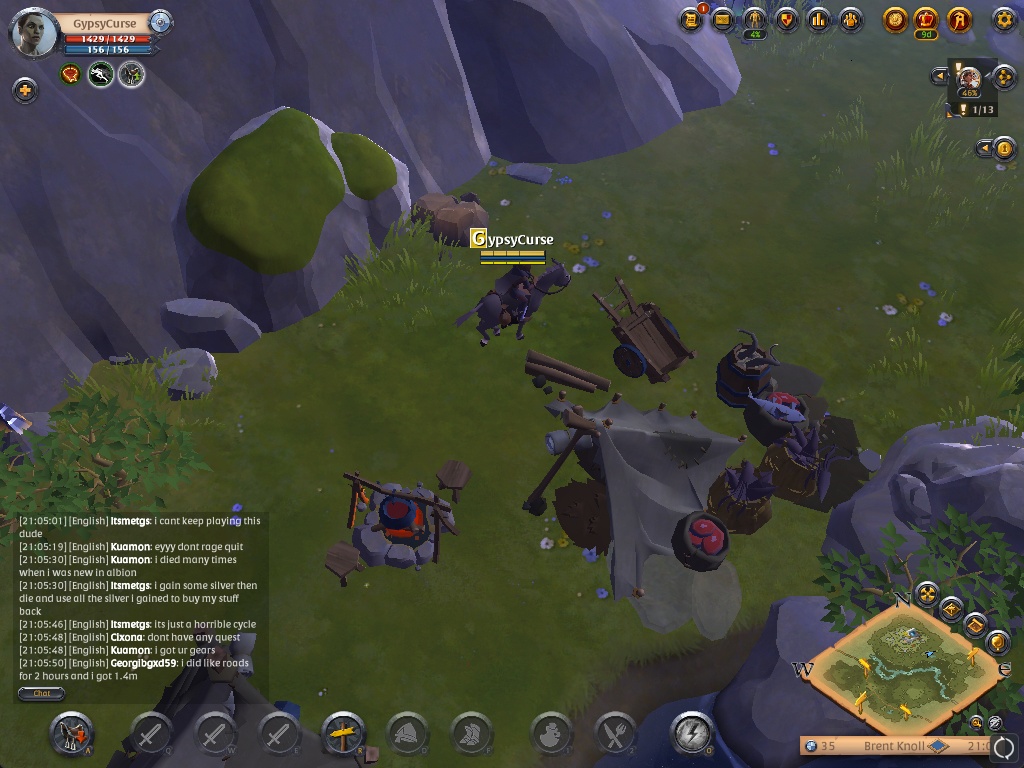 GypsyCurse
1429 / 1429
156 / 156
1
4%
9d
46%
1/13
GypsyCurse
[21:05:01] [English] Itsmetgs: i cant keep playing this
dude
[21:05:19] [English] Kuamon: eyyy dont rage quit
[21:05:30] [English] Kuamon: i died many times
when i was new in albion
[21:05:30] [English] Itsmetgs: i gain some silver then
die and use all the silver i gained to buy my stuff
back
[21:05:46] [English] Itsmetgs: its just a horrible cycle
[21:05:48] [English] Cixona: dont have any quest
[21:05:48] [English] Kuamon: i got ur gears
[21:05:50] [English] Georgibgxd59: i did like roads
for 2 hours and i got 1.4m
Chat
N
W
E
A
Q
W
E
R
D
F
1
2
O
35 Brent Knoll